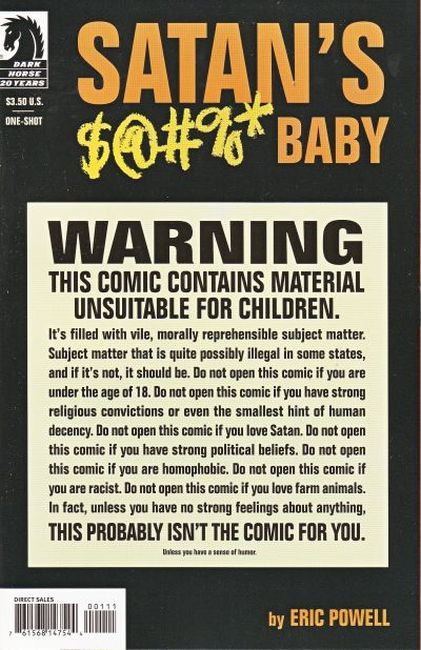 DARK
HORSE
20 YEARS
$3.50 U.S.
ONE-SHOT
SATAN'S
$@#%* BABY
WARNING
THIS COMIC CONTAINS MATERIAL
UNSUITABLE FOR CHILDREN.
It's filled with vile, morally reprehensible subject matter.
Subject matter that is quite possibly illegal in some states,
and if it's not, it should be. Do not open this comic if you are
under the age of 18. Do not open this comic if you have strong
religious convictions or even the smallest hint of human
decency. Do not open this comic if you love Satan. Do not open
this comic if you have strong political beliefs. Do not open
this comic if you are homophobic. Do not open this comic if
you are racist. Do not open this comic if you love farm animals.
In fact, unless you have no strong feelings about anything,
THIS PROBABLY ISN'T THE COMIC FOR YOU.
Unless you have a sense of humor.
DIRECT SALES
00111
7 61568 14754 4
by ERIC POWELL